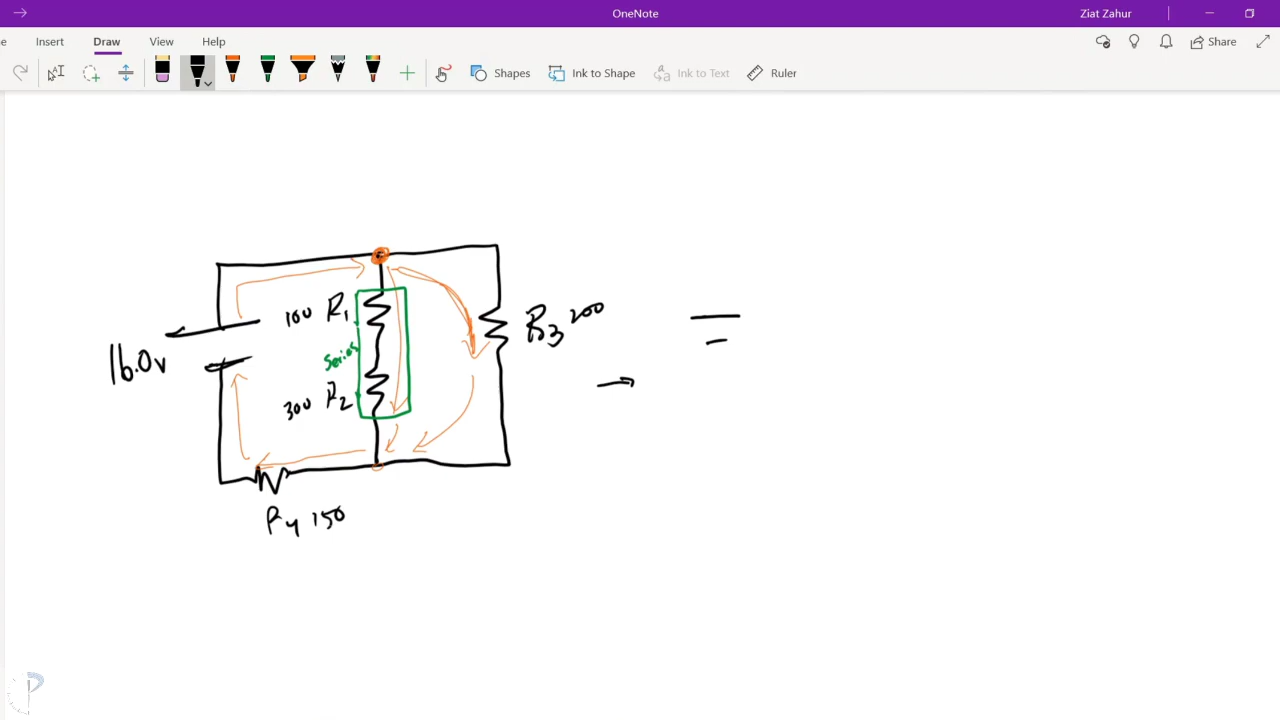 OneNote
Ziat Zahur
e Insert Draw View Help
Share
Shapes Ink to Shape Ink to Text Ruler
100 R1
R3 200
16.0v
Series
300 R2
R4 150
P